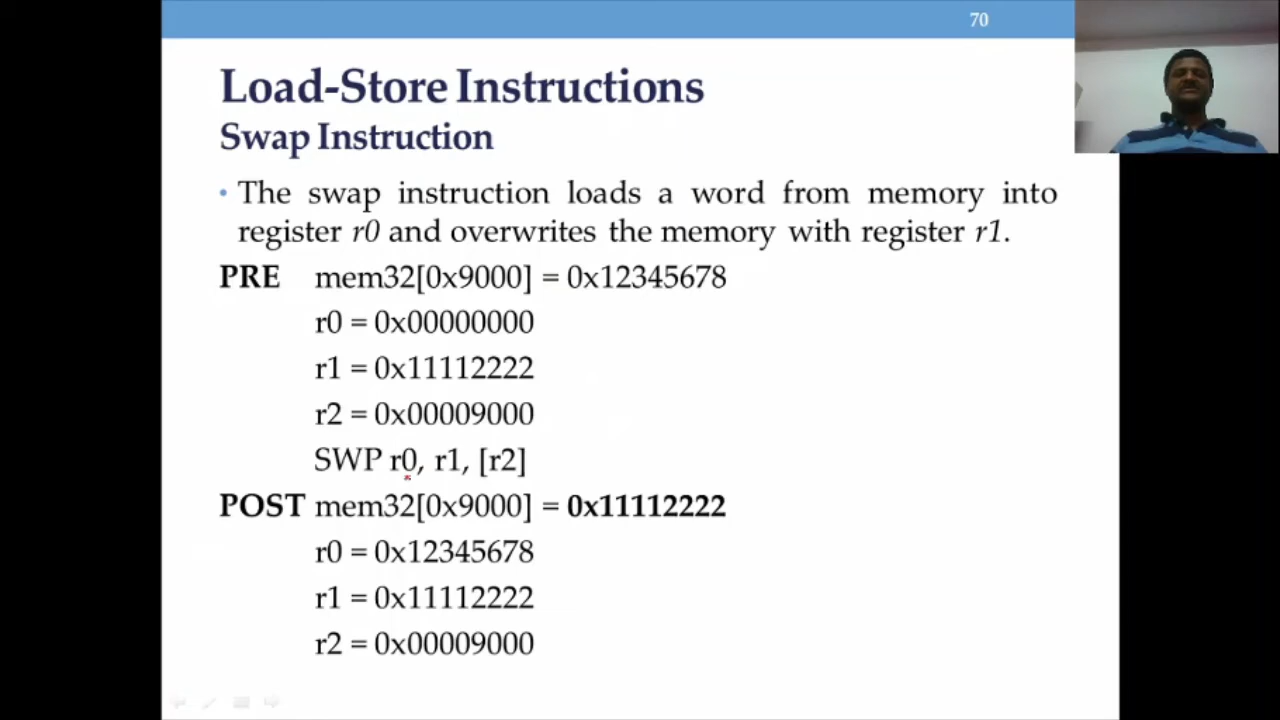 70
Load-Store Instructions
Swap Instruction
• The swap instruction loads a word from memory into
register r0 and overwrites the memory with register r1.
PRE mem32[0x9000] = 0x12345678
r0 = 0x00000000
r1 = 0x11112222
r2 = 0x00009000
SWP r0, r1, [r2]
POST mem32[0x9000] = 0x11112222
r0 = 0x12345678
r1 = 0x11112222
r2 = 0x00009000